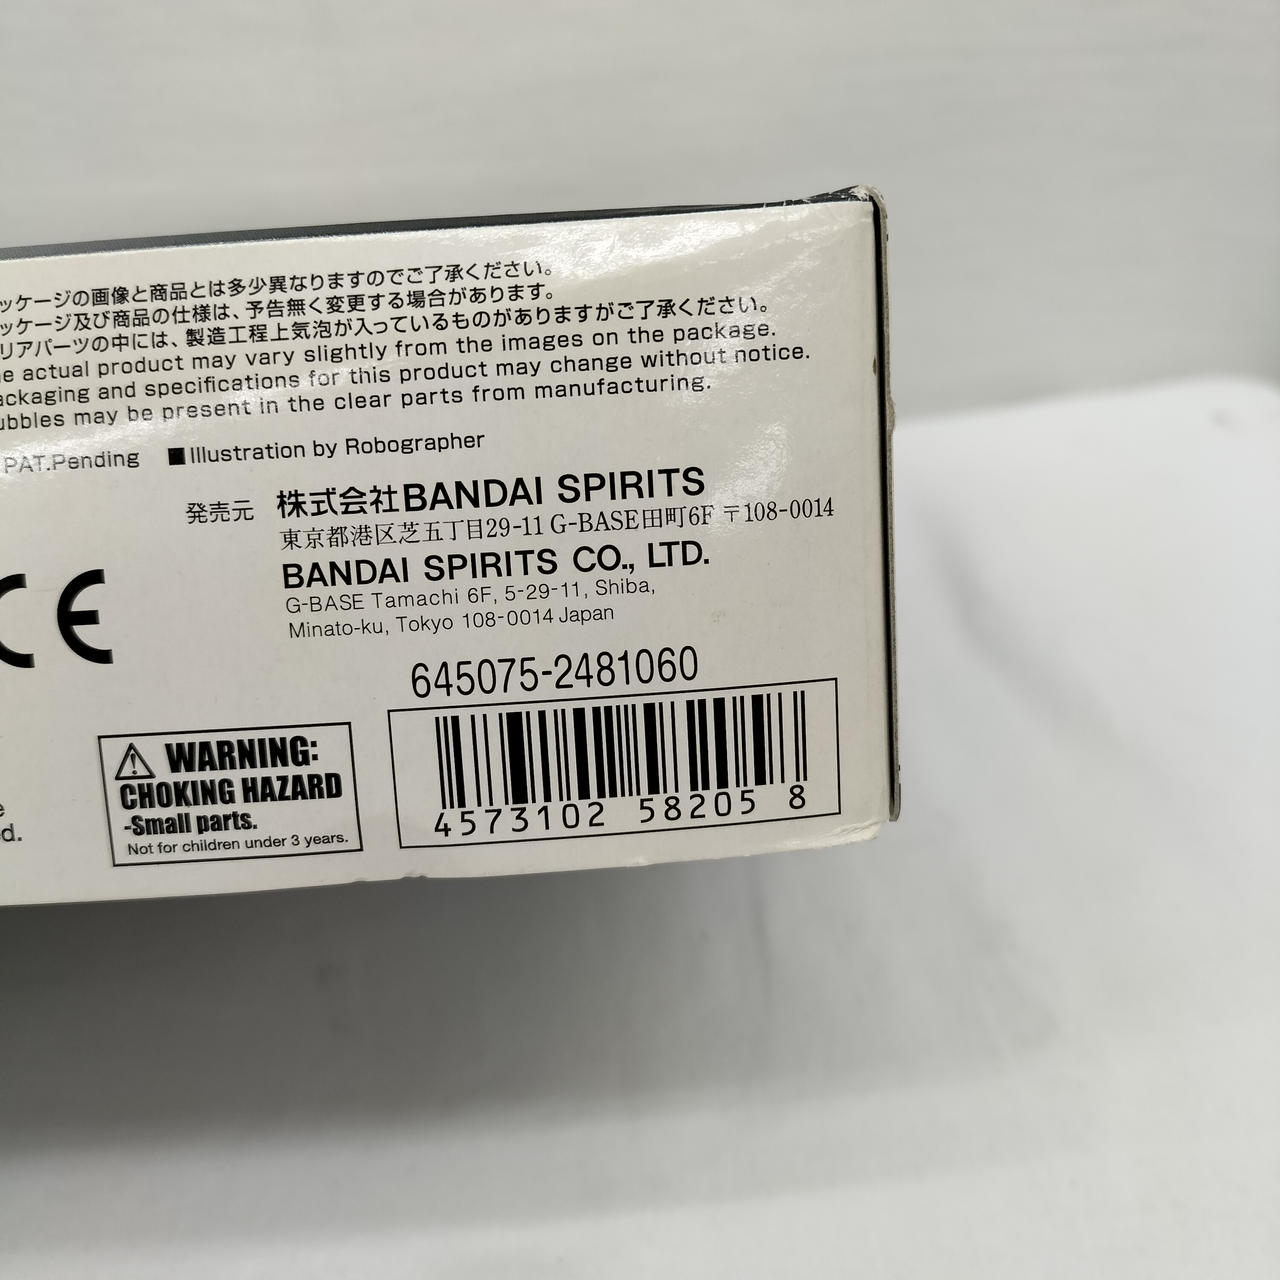 ッケージの画像と商品とは多少異なりますのでご了承ください。
ッケージ及び商品の仕様は、予告無く変更する場合があります。
リアパーツの中には、製造工程上気泡が入っているものがありますがご了承ください。
e actual product may vary slightly from the images on the package.
ackaging and specifications for this product may change without notice.
ubbles may be present in the clear parts from manufacturing.
PAT.Pending ■Illustration by Robographer
発売元 株式会社BANDAI SPIRITS
東京都港区芝五丁目29-11 G-BASE田町6F 〒108-0014
BANDAI SPIRITS CO., LTD.
G-BASE Tamachi 6F, 5-29-11, Shiba,
Minato-ku, Tokyo 108-0014 Japan
CE
645075-2481060
WARNING:
CHOKING HAZARD
-Small parts.
Not for children under 3 years.
4573102 58205 8
e
d.